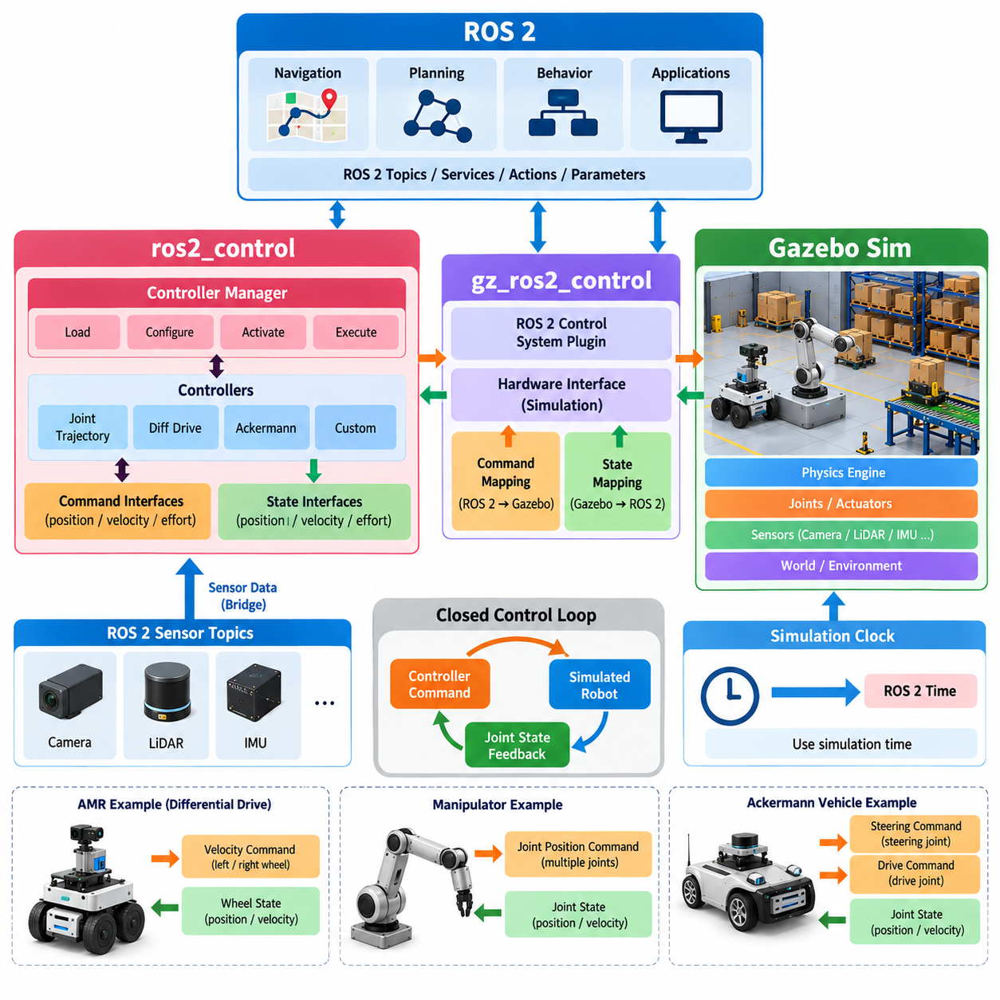 ROS 2
Navigation
Planning
Behavior
Applications
ROS 2 Topics / Services / Actions / Parameters
ros2_control
Controller Manager
Load
Configure
Activate
Execute
Controllers
Joint
Trajectory
Diff Drive
Ackermann
Custom
Command Interfaces
(position / velocity / effort)
State Interfaces
(position / velocity / effort)
gz_ros2_control
ROS 2 Control
System Plugin
Hardware Interface
(Simulation)
Command
Mapping
(ROS 2 → Gazebo)
State
Mapping
(Gazebo → ROS 2)
Gazebo Sim
Physics Engine
Joints / Actuators
Sensors (Camera / LiDAR / IMU ...)
World / Environment
Sensor Data
(Bridge)
ROS 2 Sensor Topics
Camera
LiDAR
IMU
...
Closed Control Loop
Controller
Command
Simulated
Robot
Joint State
Feedback
Simulation Clock
ROS 2 Time
Use simulation time
AMR Example (Differential Drive)
Velocity Command
(left / right wheel)
Wheel State
(position / velocity)
Manipulator Example
Joint Position Command
(multiple joints)
Joint State
(position / velocity)
Ackermann Vehicle Example
Steering Command
(steering joint)
Drive Command
(drive joint)
Joint State
(position / velocity)